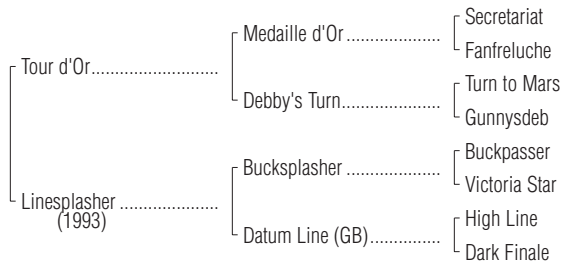 Secretariat
Medaille d'Or....................
Fanfreluche
Tour d'Or...........................
Turn to Mars
Debby's Turn.....................
Gunnysdeb
Buckpasser
Bucksplasher ....................
Victoria Star
Linesplasher .....................
(1993)
High Line
Datum Line (GB)...............
Dark Finale